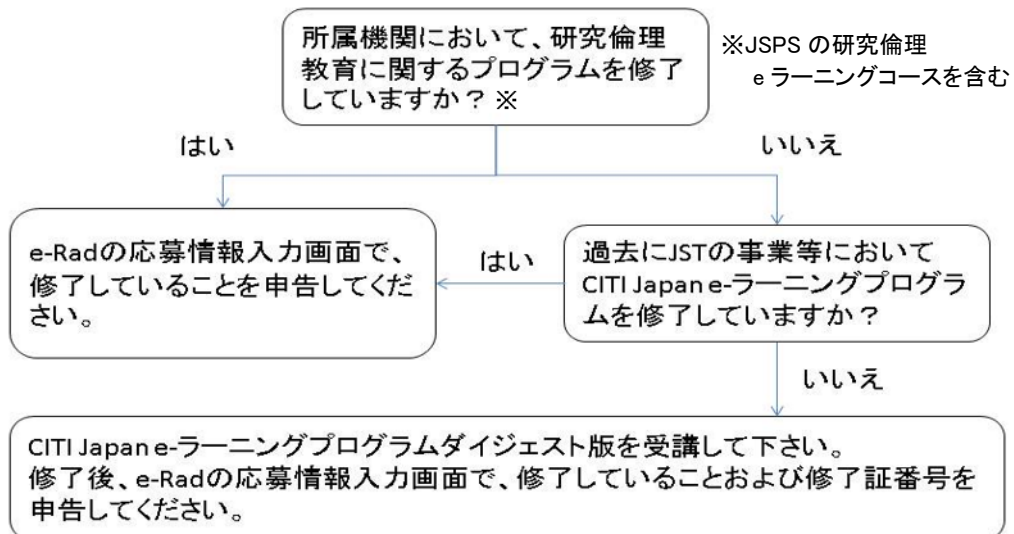 所属機関において、研究倫理
教育に関するプログラムを修了
していますか？※
※JSPS の研究倫理
e ラーニングコースを含む
はい
いいえ
e-Radの応募情報入力画面で、
修了していることを申告してくだ
さい。
はい
過去にJSTの事業等において
CITI Japan e-ラーニングプログラ
ムを修了していますか？
いいえ
CITI Japan e-ラーニングプログラムダイジェスト版を受講して下さい。
修了後、e-Radの応募情報入力画面で、修了していることおよび修了証番号を
申告してください。